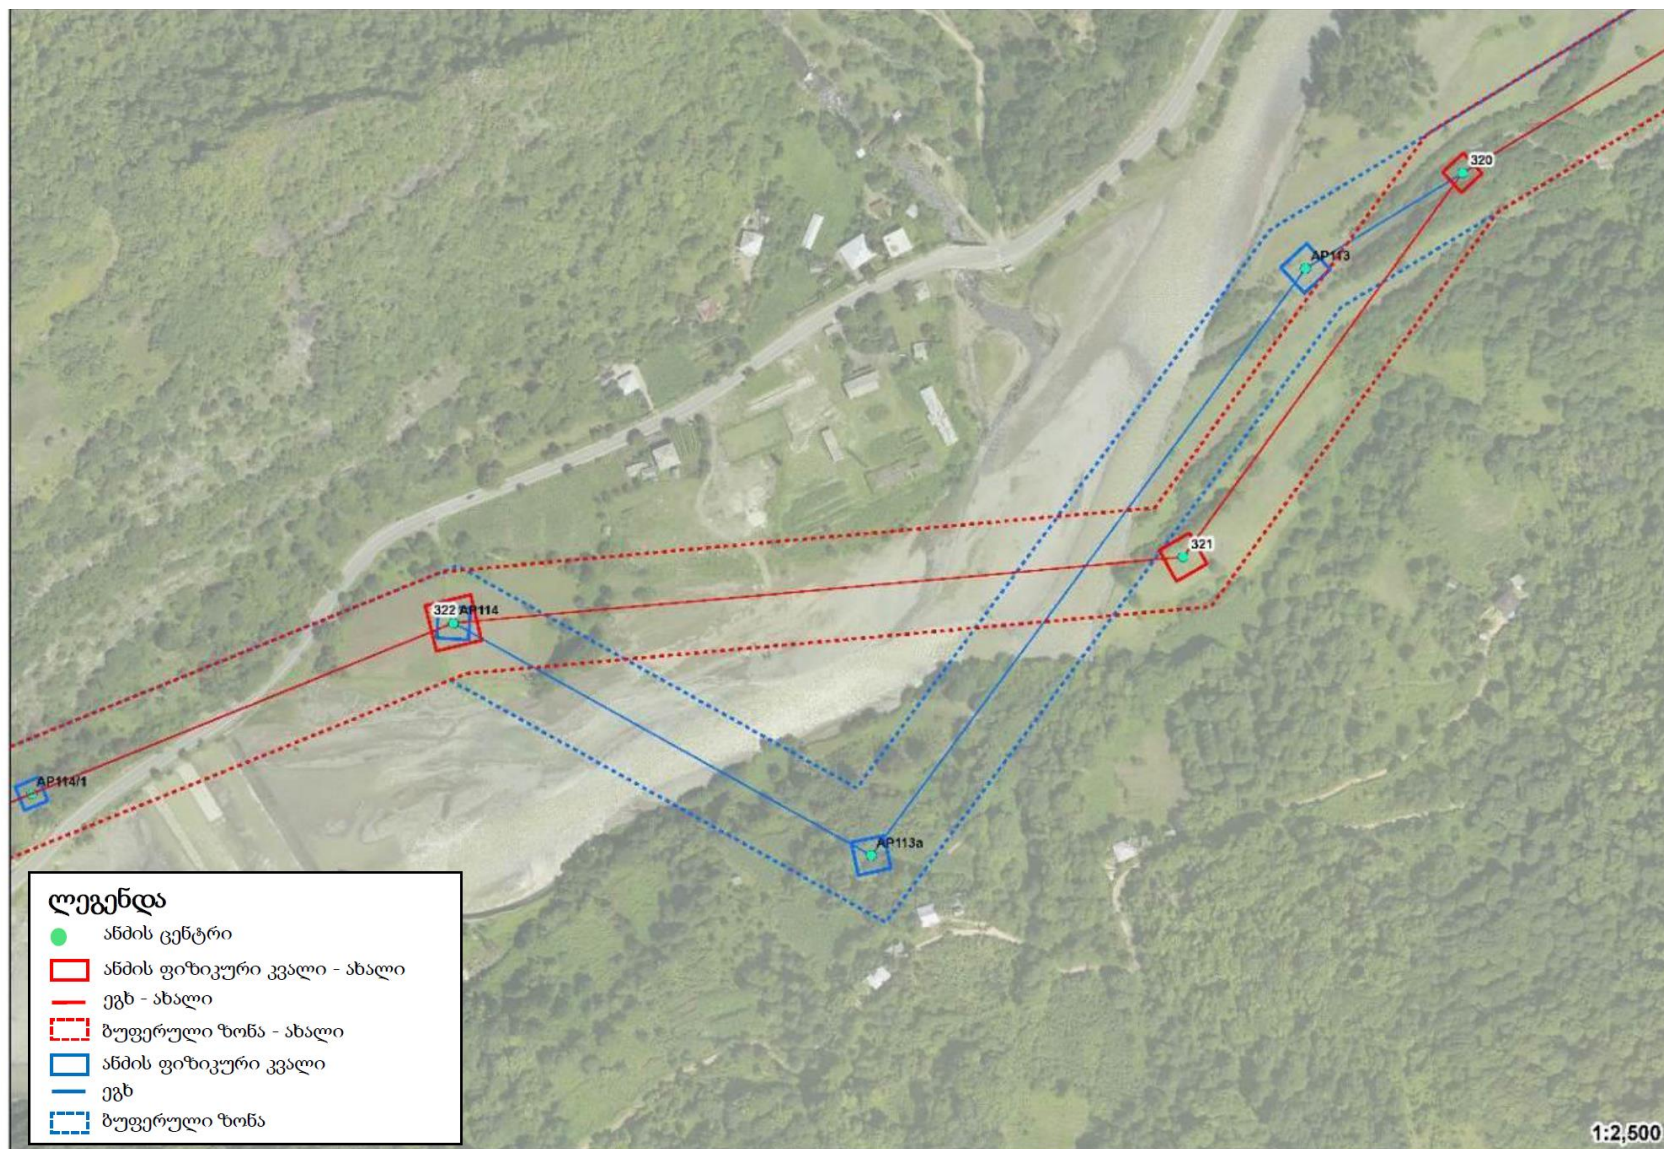 320
AP113
321
322 AP114
AP114/1
AP113a
ლეგენდა
ანძის ცენტრი
ანძის ფიზიკური კვალი - ახალი
ეგხ - ახალი
ბუფერული ზონა - ახალი
ანძის ფიზიკური კვალი
ეგხ
ბუფერული ზონა
1:2,500